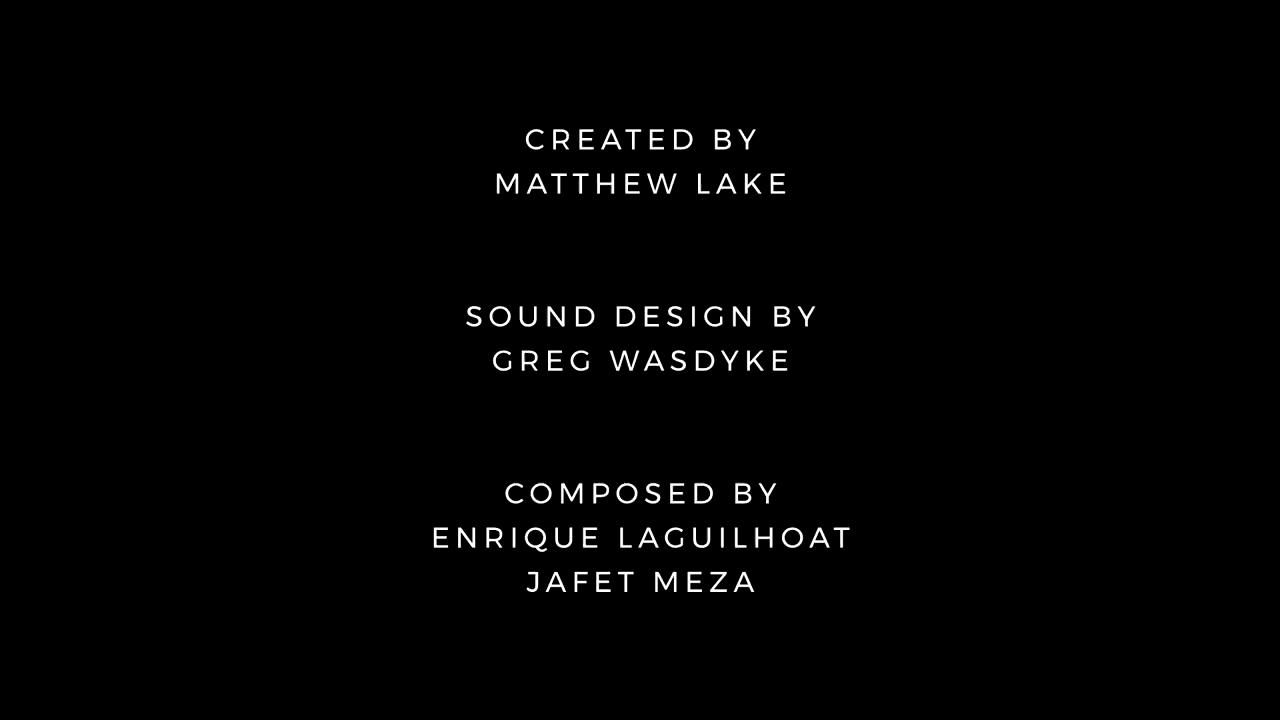 CREATED BY
MATTHEW LAKE
SOUND DESIGN BY
GREG WASDYKE
COMPOSED BY
ENRIQUE LAGUILHOAT
JAFET MEZA